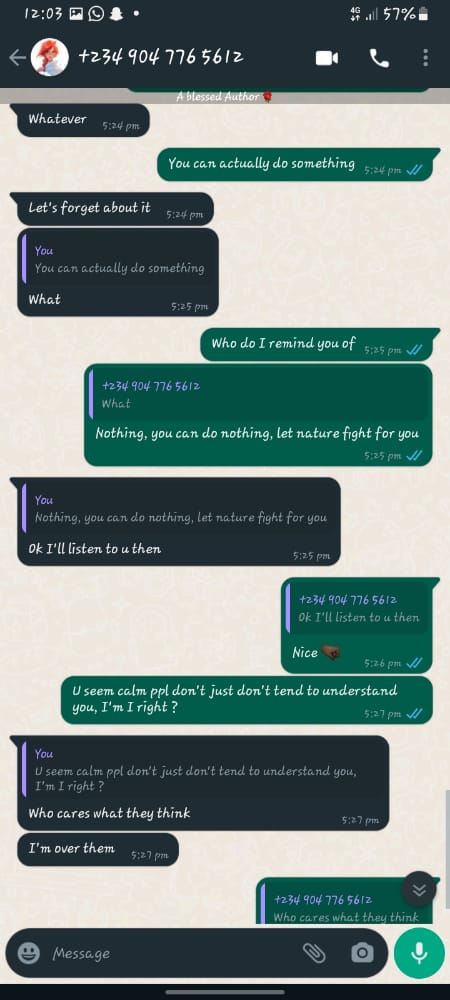 12:03
4G
57%
+234 904 776 5612
A blessed Author🌹
Whatever
5:24 pm
You can actually do something
5:24 pm
Let's forget about it
5:24 pm
You
You can actually do something
What
5:25 pm
Who do I remind you of
5:25 pm
+234 904 776 5612
What
Nothing, you can do nothing, let nature fight for you
5:25 pm
You
Nothing, you can do nothing, let nature fight for you
Ok I'll listen to u then
5:25 pm
+234 904 776 5612
Ok I'll listen to u then
Nice
5:26 pm
U seem calm ppl don't just don't tend to understand
you, I'm I right ?
5:27 pm
You
U seem calm ppl don't just don't tend to understand you,
I'm I right ?
Who cares what they think
5:27 pm
I'm over them
5:27 pm
+234 904 776 5612
Who cares what they think
Message